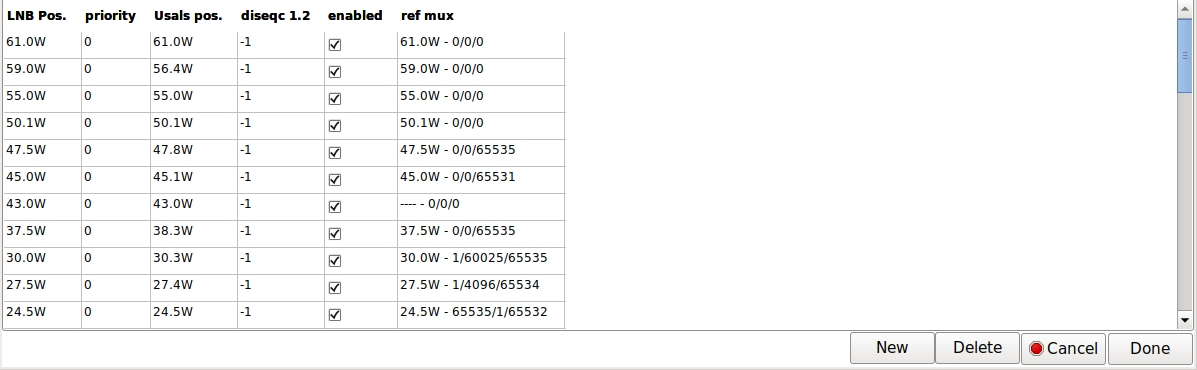 LNB Pos. priority Usals pos. diseqc 1.2 enabled ref mux
61.0W 0 61.0W -1 61.0W - 0/0/0
59.0W 0 56.4W -1 59.0W - 0/0/0
55.0W 0 55.0W -1 55.0W - 0/0/0
50.1W 0 50.1W -1 50.1W - 0/0/0
47.5W 0 47.8W -1 47.5W - 0/0/65535
45.0W 0 45.1W -1 45.0W - 0/0/65531
43.0W 0 43.0W -1 ---- - 0/0/0
37.5W 0 38.3W -1 37.5W - 0/0/65535
30.0W 0 30.3W -1 30.0W - 1/60025/65535
27.5W 0 27.4W -1 27.5W - 1/4096/65534
24.5W 0 24.5W -1 24.5W - 65535/1/65532
New Delete Cancel Done